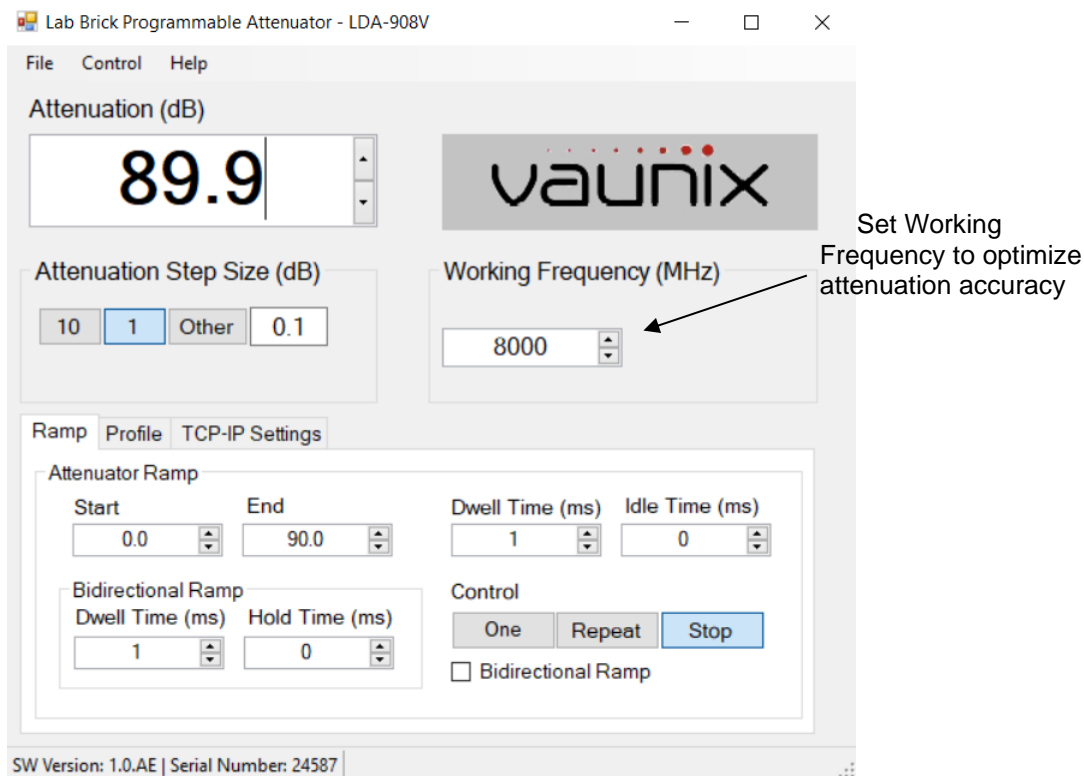 Lab Brick Programmable Attenuator - LDA-908V
File Control Help
Attenuation (dB)
89.9
vaunix
Set Working
Frequency to optimize
attenuation accuracy
Attenuation Step Size (dB)
10 1 Other 0.1
Working Frequency (MHz)
8000
Ramp Profile TCP-IP Settings
Attenuator Ramp
Start End Dwell Time (ms) Idle Time (ms)
0.0 90.0 1 0
Bidirectional Ramp
Dwell Time (ms) Hold Time (ms)
1 0
Control
One Repeat Stop
Bidirectional Ramp
SW Version: 1.0.AE | Serial Number: 24587